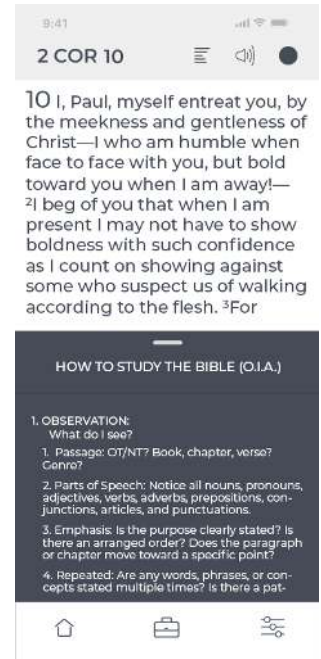 9:41
2 COR 10
10 I, Paul, myself entreat you, by
the meekness and gentleness of
Christ—I who am humble when
face to face with you, but bold
toward you when I am away!—
²I beg of you that when I am
present I may not have to show
boldness with such confidence
as I count on showing against
some who suspect us of walking
according to the flesh. ³For
HOW TO STUDY THE BIBLE (O.I.A.)
1. OBSERVATION:
What do I see?
1. Passage: OT/NT? Book, chapter, verse?
Genre?
2. Parts of Speech: Notice all nouns, pronouns,
adjectives, verbs, adverbs, prepositions, con-
junctions, articles, and punctuations.
3. Emphasis: Is the purpose clearly stated? Is
there an arranged order? Does the paragraph
or chapter move toward a specific point?
4. Repeated: Are any words, phrases, or con-
cepts stated multiple times? Is there a pat-